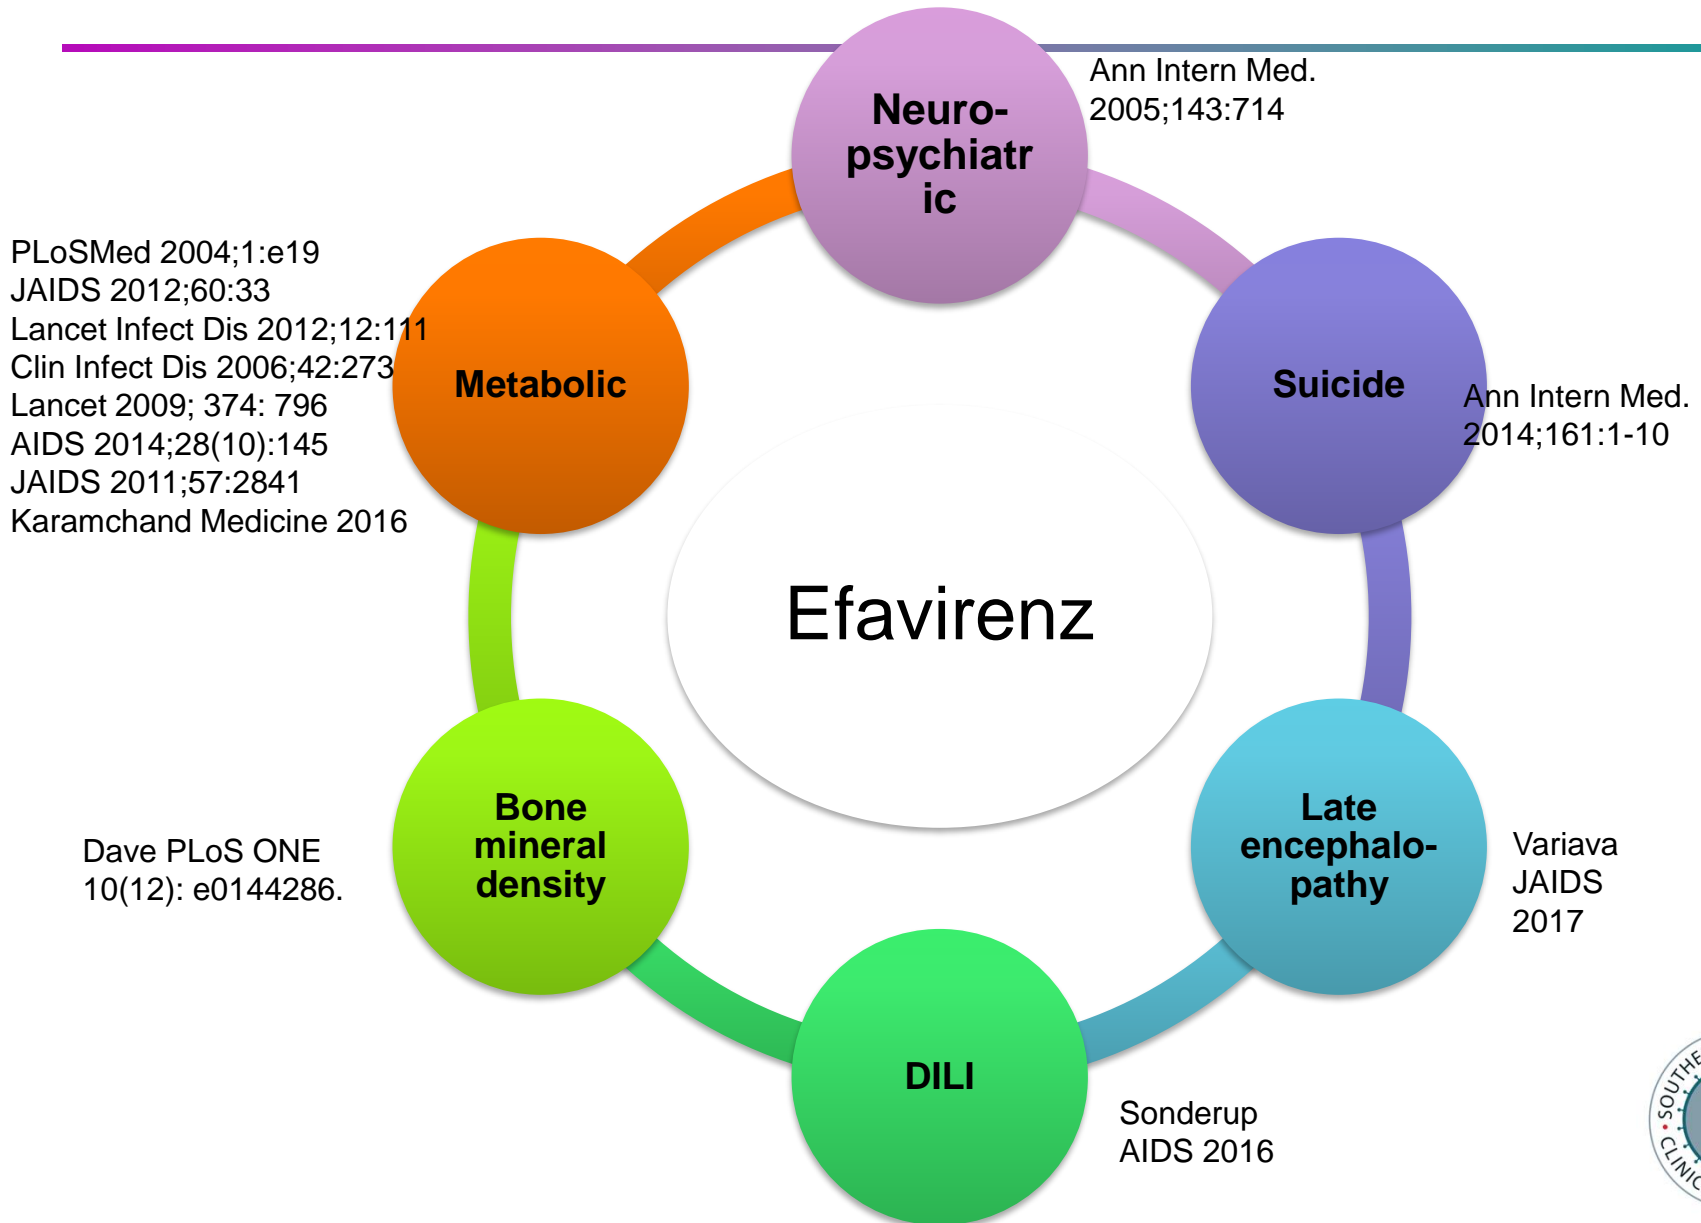 Neuro-
psychiatr
ic
Ann Intern Med.
2005;143:714
Suicide
Ann Intern Med.
2014;161:1-10
Late
encephalo-
pathy
Variava
JAIDS
2017
DILI
Sonderup
AIDS 2016
Bone
mineral
density
Dave PLoS ONE
10(12): e0144286.
Metabolic
PLoSMed 2004;1:e19
JAIDS 2012;60:33
Lancet Infect Dis 2012;12:111
Clin Infect Dis 2006;42:273
Lancet 2009; 374: 796
AIDS 2014;28(10):145
JAIDS 2011;57:2841
Karamchand Medicine 2016
Efavirenz